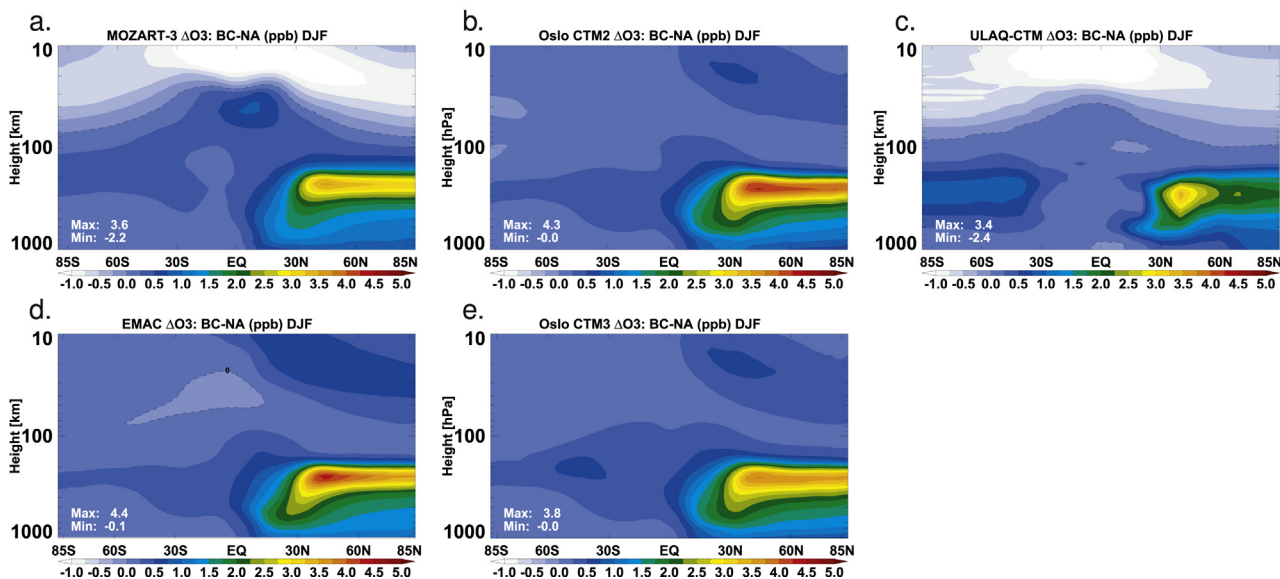 a.
MOZART-3 ΔO3: BC-NA (ppb) DJF
Height [km]
10
100
1000
Max: 3.6
Min: -2.2
85S 60S 30S EQ 30N 60N 85N
-1.0 -0.5 0.0 0.5 1.0 1.5 2.0 2.5 3.0 3.5 4.0 4.5 5.0
b.
Oslo CTM2 ΔO3: BC-NA (ppb) DJF
Height [hPa]
10
100
1000
Max: 4.3
Min: -0.0
85S 60S 30S EQ 30N 60N 85N
-1.0 -0.5 0.0 0.5 1.0 1.5 2.0 2.5 3.0 3.5 4.0 4.5 5.0
c.
ULAQ-CTM ΔO3: BC-NA (ppb) DJF
Height [km]
10
100
1000
Max: 3.4
Min: -2.4
85S 60S 30S EQ 30N 60N 85N
-1.0 -0.5 0.0 0.5 1.0 1.5 2.0 2.5 3.0 3.5 4.0 4.5 5.0
d.
EMAC ΔO3: BC-NA (ppb) DJF
Height [km]
10
100
1000
0
Max: 4.4
Min: -0.1
85S 60S 30S EQ 30N 60N 85N
-1.0 -0.5 0.0 0.5 1.0 1.5 2.0 2.5 3.0 3.5 4.0 4.5 5.0
e.
Oslo CTM3 ΔO3: BC-NA (ppb) DJF
Height [hPa]
10
100
1000
Max: 3.8
Min: -0.0
85S 60S 30S EQ 30N 60N 85N
-1.0 -0.5 0.0 0.5 1.0 1.5 2.0 2.5 3.0 3.5 4.0 4.5 5.0